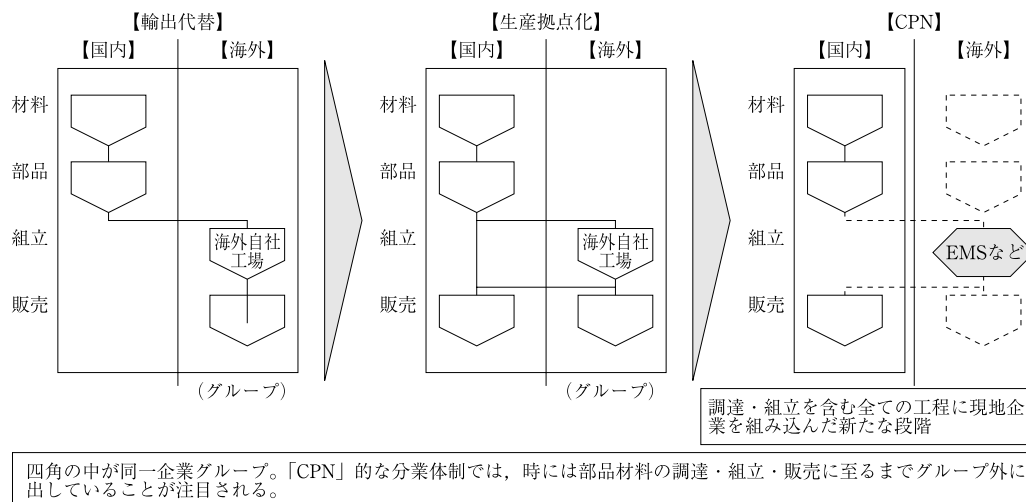 【輸出代替】
【国内】
【海外】
材料
部品
組立
販売
海外自社
工場
(グループ)
【生産拠点化】
【国内】
【海外】
材料
部品
組立
販売
海外自社
工場
(グループ)
【CPN】
【国内】
【海外】
材料
部品
組立
販売
EMSなど
調達・組立を含む全ての工程に現地企
業を組み込んだ新たな段階
四角の中が同一企業グループ。「CPN」的な分業体制では，時には部品材料の調達・組立・販売に至るまでグループ外に
出していることが注目される。